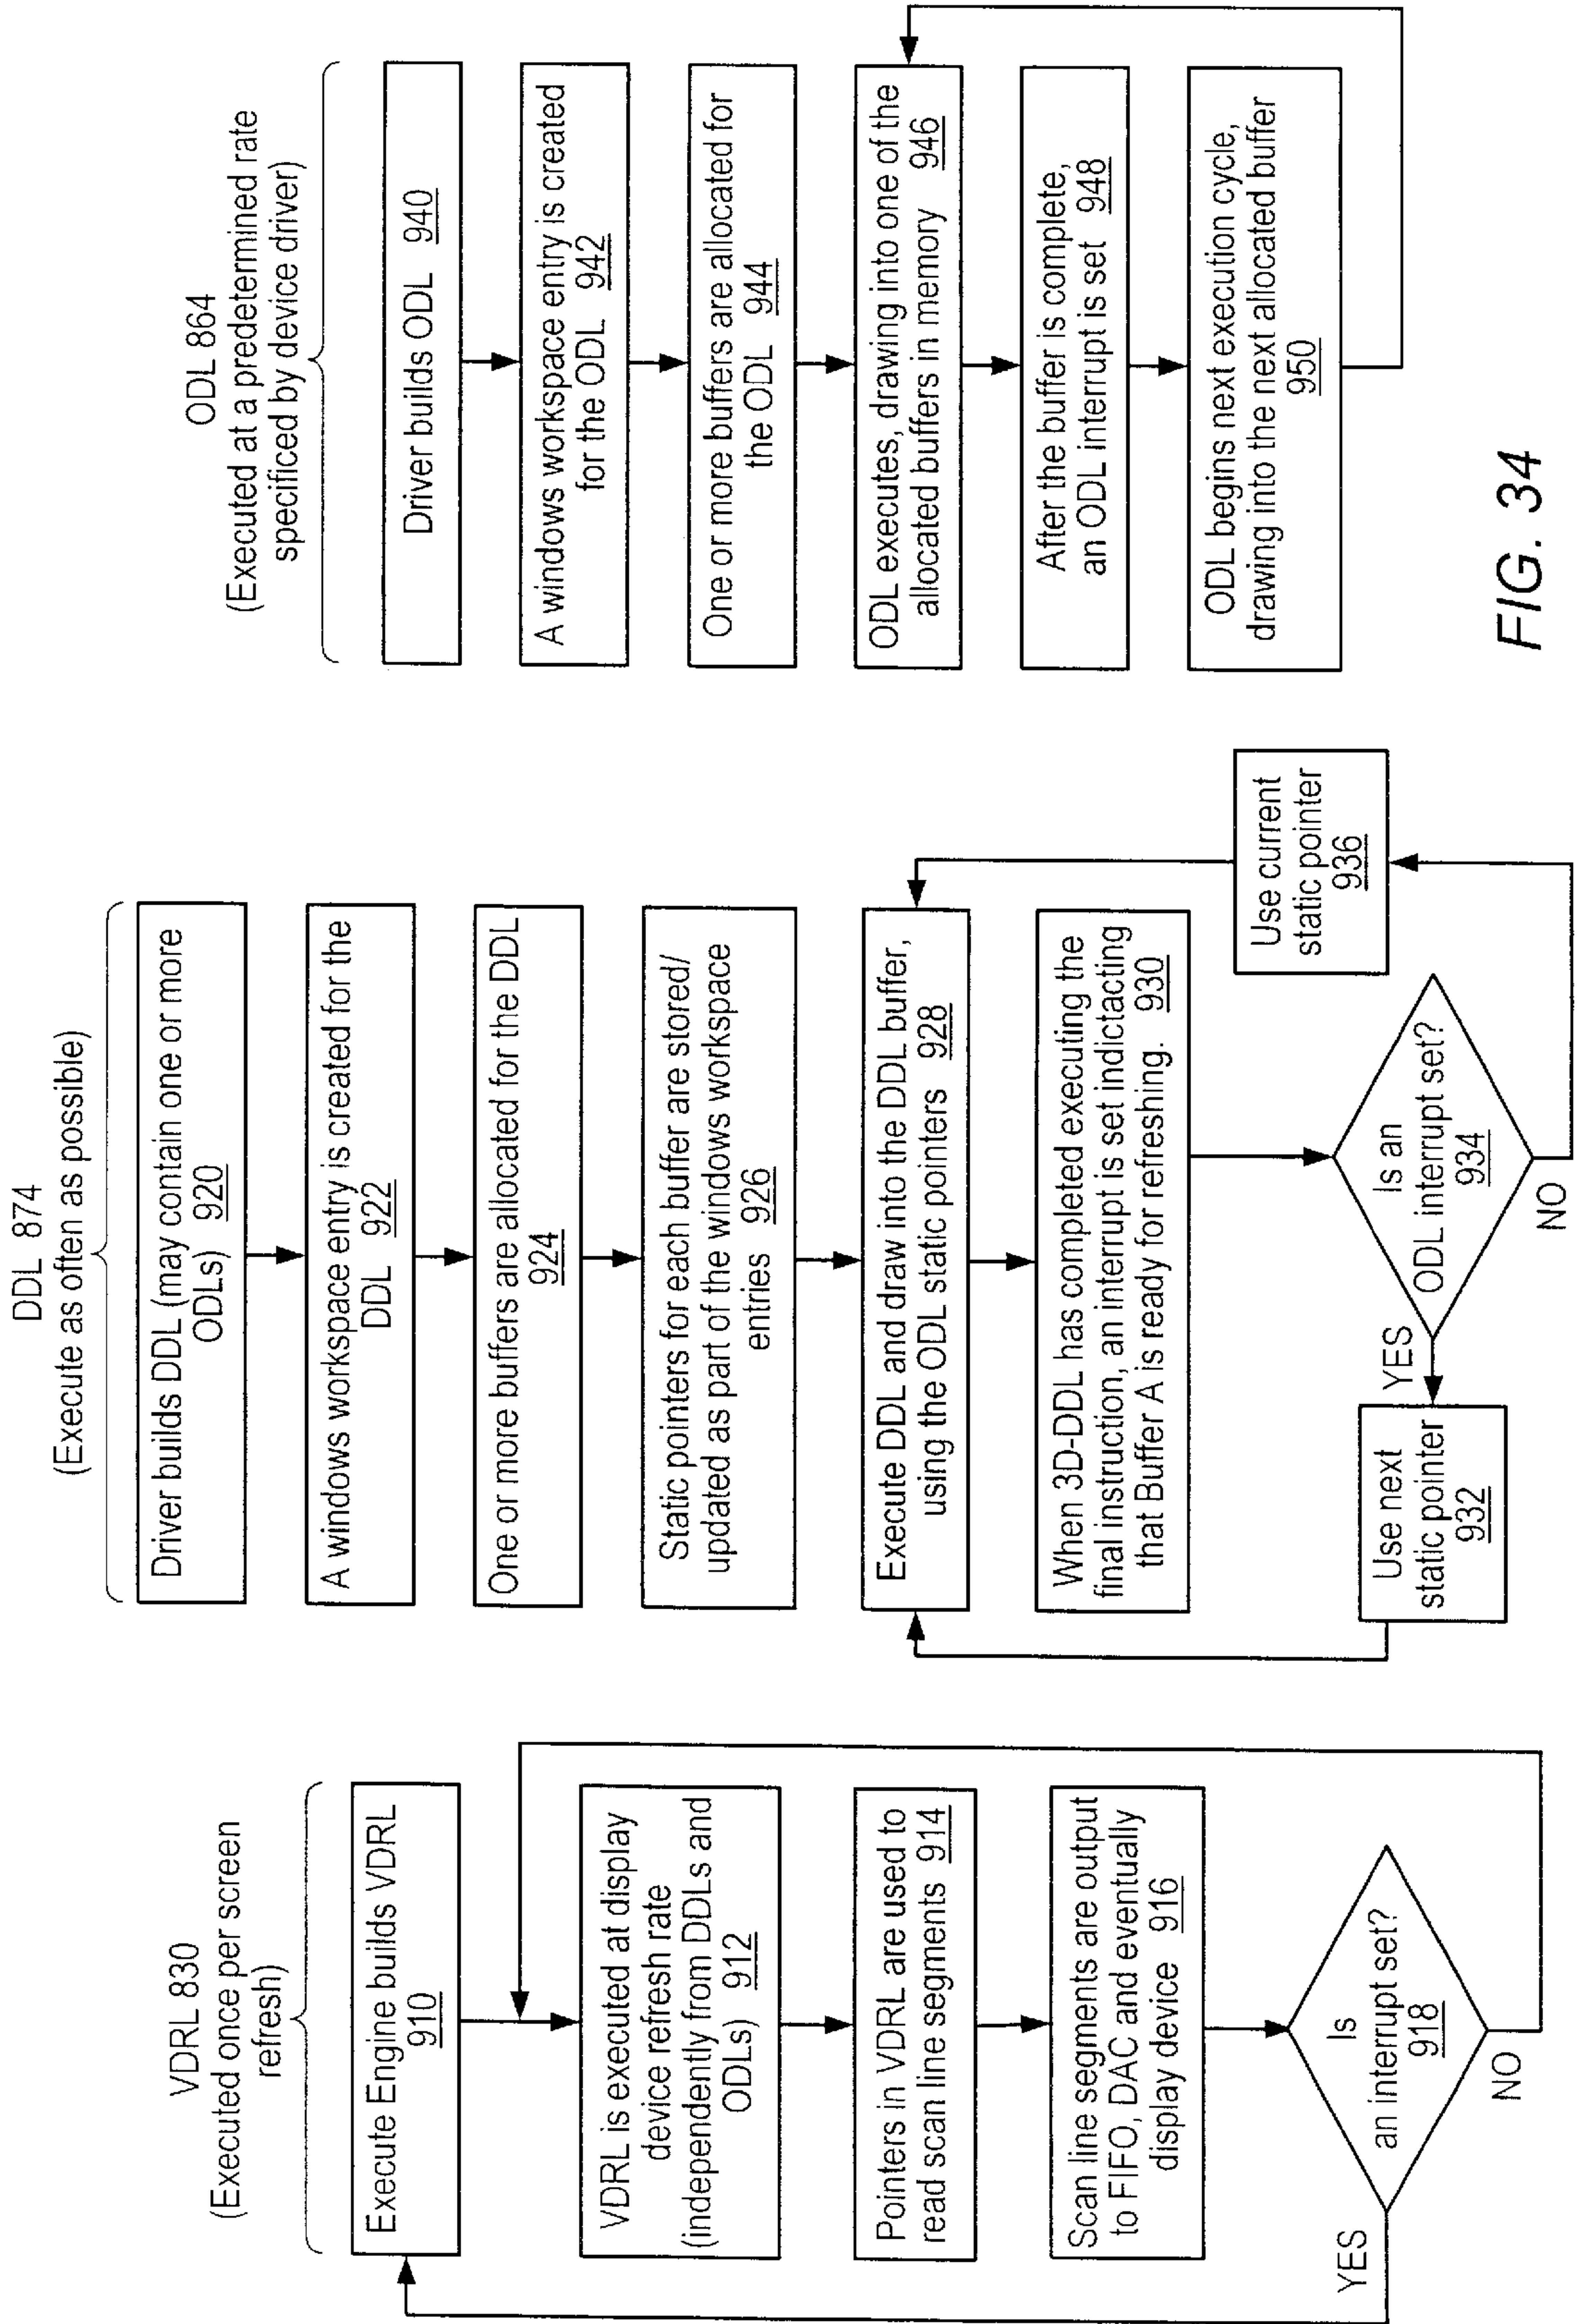 VDRL 830
(Executed once per screen
refresh)
Execute Engine builds VDRL
910
VDRL is executed at display
device refresh rate
(independently from DDLs and
ODLs) 912
Pointers in VDRL are used to
read scan line segments 914
Scan line segments are output
to FIFO, DAC and eventually
display device 916
Is
an interrupt set?
918
YES
NO
DDL 874
(Execute as often as possible)
Driver builds DDL (may contain one or more
ODLs) 920
A windows workspace entry is created for the
DDL 922
One or more buffers are allocated for the DDL
924
Static pointers for each buffer are stored/
updated as part of the windows workspace
entries 926
Execute DDL and draw into the DDL buffer,
using the ODL static pointers 928
When 3D-DDL has completed executing the
final instruction, an interrupt is set indictacting
that Buffer A is ready for refreshing. 930
Is an
ODL interrupt set?
934
YES
NO
Use next
static pointer
932
Use current
static pointer
936
ODL 864
(Executed at a predetermined rate
specificed by device driver)
Driver builds ODL 940
A windows workspace entry is created
for the ODL 942
One or more buffers are allocated for
the ODL 944
ODL executes, drawing into one of the
allocated buffers in memory 946
After the buffer is complete,
an ODL interrupt is set 948
ODL begins next execution cycle,
drawing into the next allocated buffer
950
FIG. 34